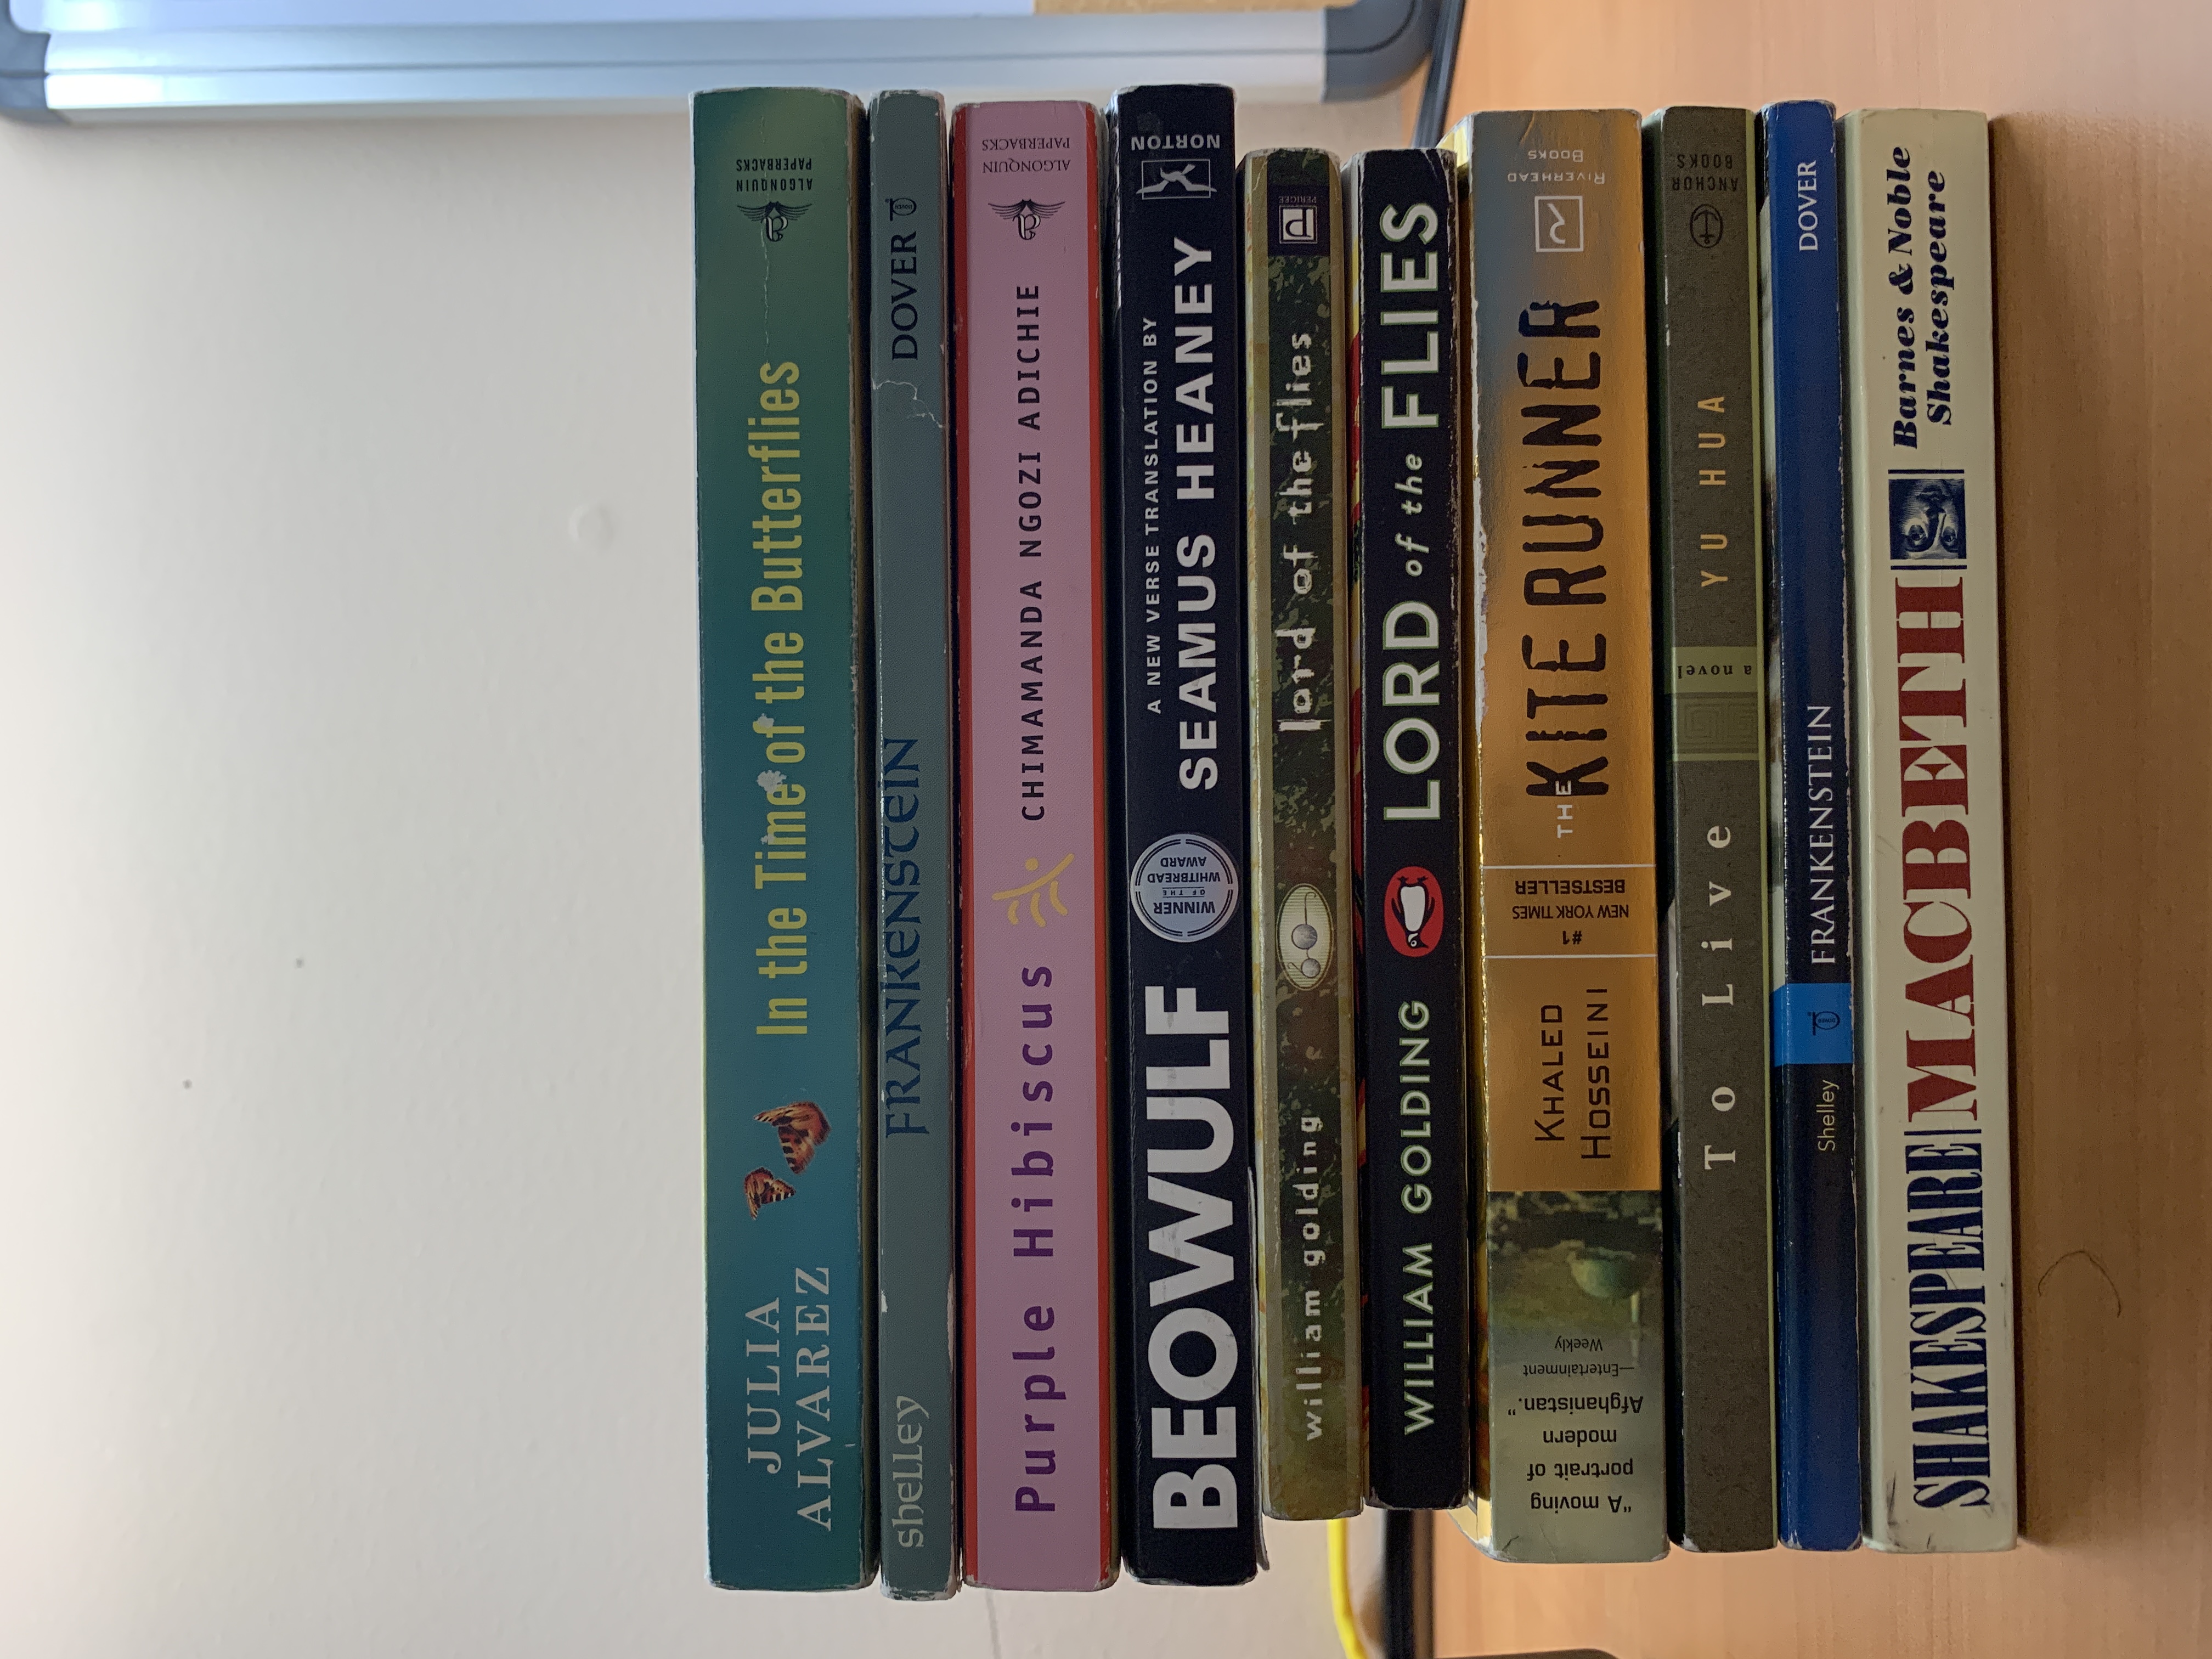 JULIA
ALVAREZ
In the Time of the Butterflies
ALGONQUIN
PAPERBACKS
shelley
FRANKENSTEIN
DOVER
Purple Hibiscus
CHIMAMANDA NGOZI ADICHIE
ALGONQUIN
PAPERBACKS
BEOWULF
WINNER
OF THE
WHITBREAD
AWARD
A NEW VERSE TRANSLATION BY
SEAMUS HEANEY
NORTON
william golding
lord of the flies
P
PERIGEE
WILLIAM GOLDING
LORD of the FLIES
"A moving
portrait of
modern
Afghanistan."
—Entertainment
Weekly
KHALED
HOSSEINI
#1
NEW YORK TIMES
BESTSELLER
THE KITE RUNNER
R
RIVERHEAD
BOOKS
To Live
a novel
YU HUA
ANCHOR
BOOKS
Shelley
FRANKENSTEIN
DOVER
SHAKESPEARE
MACBETH
Barnes & Noble
Shakespeare